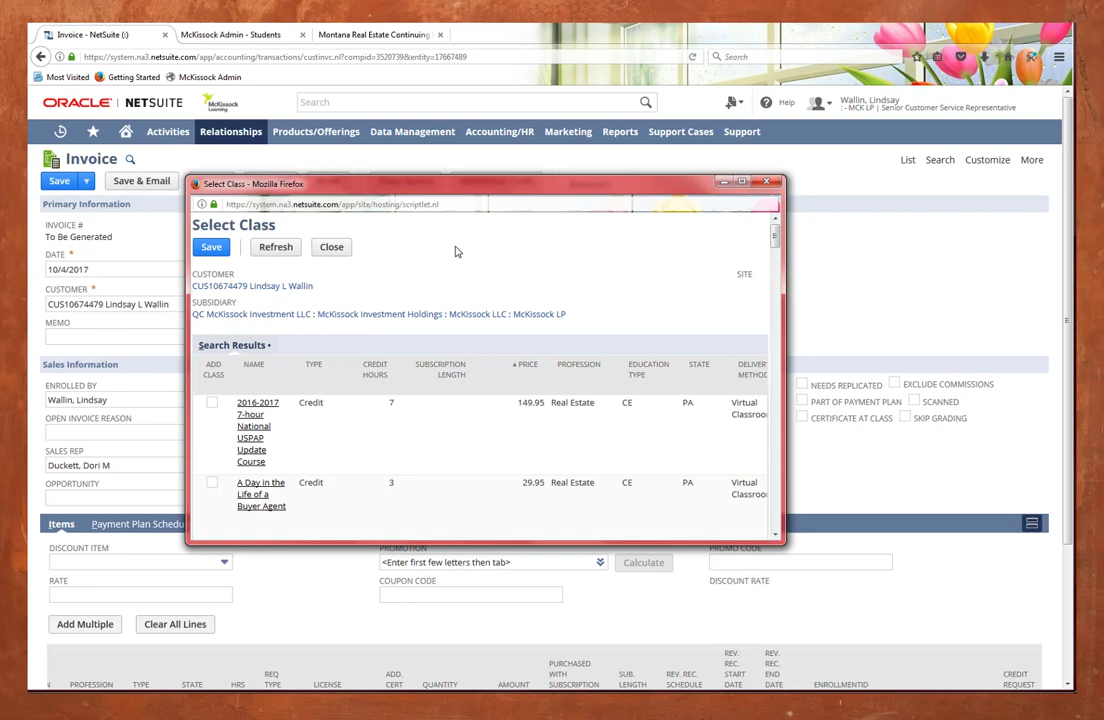 Invoice - NetSuite (:)
McKissock Admin - Students
Montana Real Estate Continuing
https://system.na3.netsuite.com/app/accounting/transactions/custinvc.nl?compid=3520739&entity=17667489
Search
Most Visited
Getting Started
McKissock Admin
ORACLE | NETSUITE
McKissock
Learning
Search
Help
Wallin, Lindsay
: - MCK LP | Senior Customer Service Representative
Activities
Relationships
Products/Offerings
Data Management
Accounting/HR
Marketing
Reports
Support Cases
Support
Invoice
List
Search
Customize
More
Save
Save & Email
Primary Information
INVOICE #
To Be Generated
DATE *
10/4/2017
CUSTOMER *
CUS10674479 Lindsay L Wallin
MEMO
Sales Information
ENROLLED BY
Wallin, Lindsay
OPEN INVOICE REASON
SALES REP
Duckett, Dori M
OPPORTUNITY
NEEDS REPLICATED
EXCLUDE COMMISSIONS
PART OF PAYMENT PLAN
SCANNED
CERTIFICATE AT CLASS
SKIP GRADING
Select Class - Mozilla Firefox
https://system.na3.netsuite.com/app/site/hosting/scriptlet.nl
Select Class
Save
Refresh
Close
CUSTOMER
SITE
CUS10674479 Lindsay L Wallin
SUBSIDIARY
QC McKissock Investment LLC : McKissock Investment Holdings : McKissock LLC : McKissock LP
Search Results •
ADD CLASS
NAME
TYPE
CREDIT HOURS
SUBSCRIPTION LENGTH
▲PRICE
PROFESSION
EDUCATION TYPE
STATE
DELIVER METHOD
2016-2017 7-hour National USPAP Update Course
Credit
7
149.95
Real Estate
CE
PA
Virtual Classroo
A Day in the Life of a Buyer Agent
Credit
3
29.95
Real Estate
CE
PA
Virtual Classroo
Items
Payment Plan Schedu
DISCOUNT ITEM
PROMOTION
PROMO CODE
<Enter first few letters then tab>
Calculate
RATE
COUPON CODE
DISCOUNT RATE
Add Multiple
Clear All Lines
N
PROFESSION
TYPE
STATE
HRS
REQ TYPE
LICENSE
ADD. CERT
QUANTITY
AMOUNT
PURCHASED WITH SUBSCRIPTION
SUB. LENGTH
REV. REC. SCHEDULE
REV. REC. START DATE
REV. REC. END DATE
ENROLLMENTID
CREDIT REQUEST